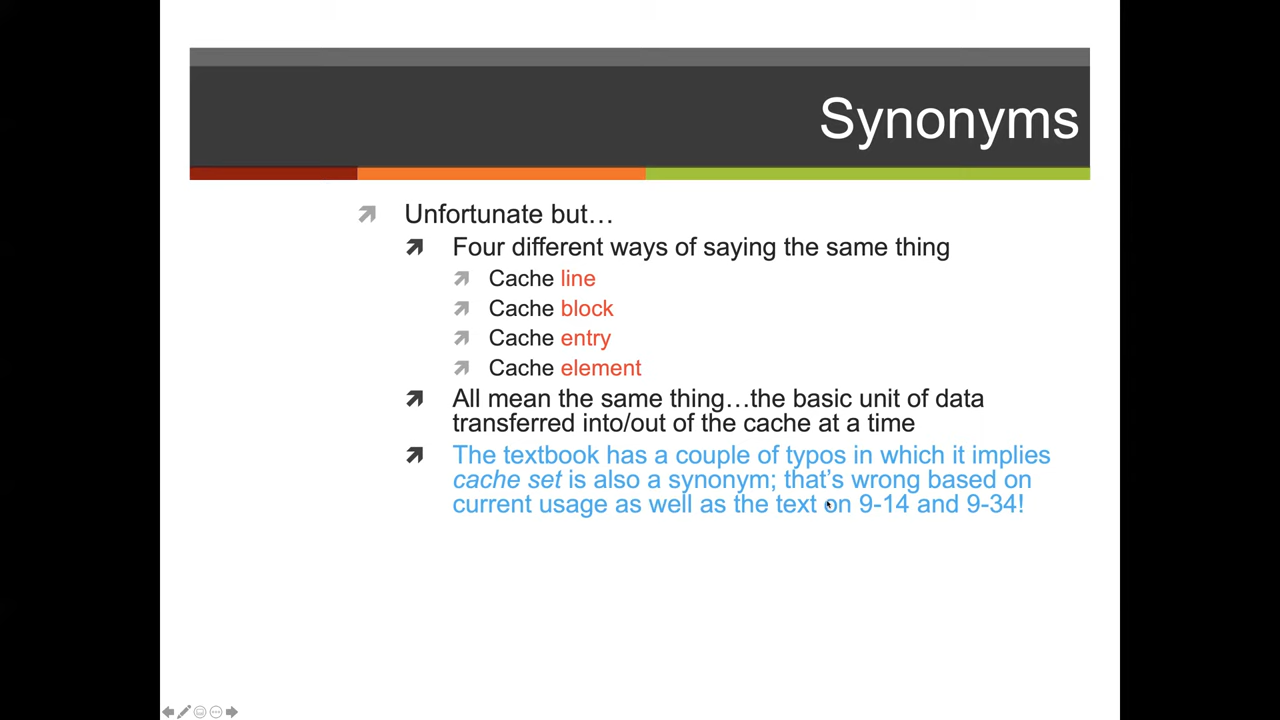 Synonyms
Unfortunate but…
Four different ways of saying the same thing
Cache line
Cache block
Cache entry
Cache element
All mean the same thing…the basic unit of data
transferred into/out of the cache at a time
The textbook has a couple of typos in which it implies
cache set is also a synonym; that’s wrong based on
current usage as well as the text on 9-14 and 9-34!